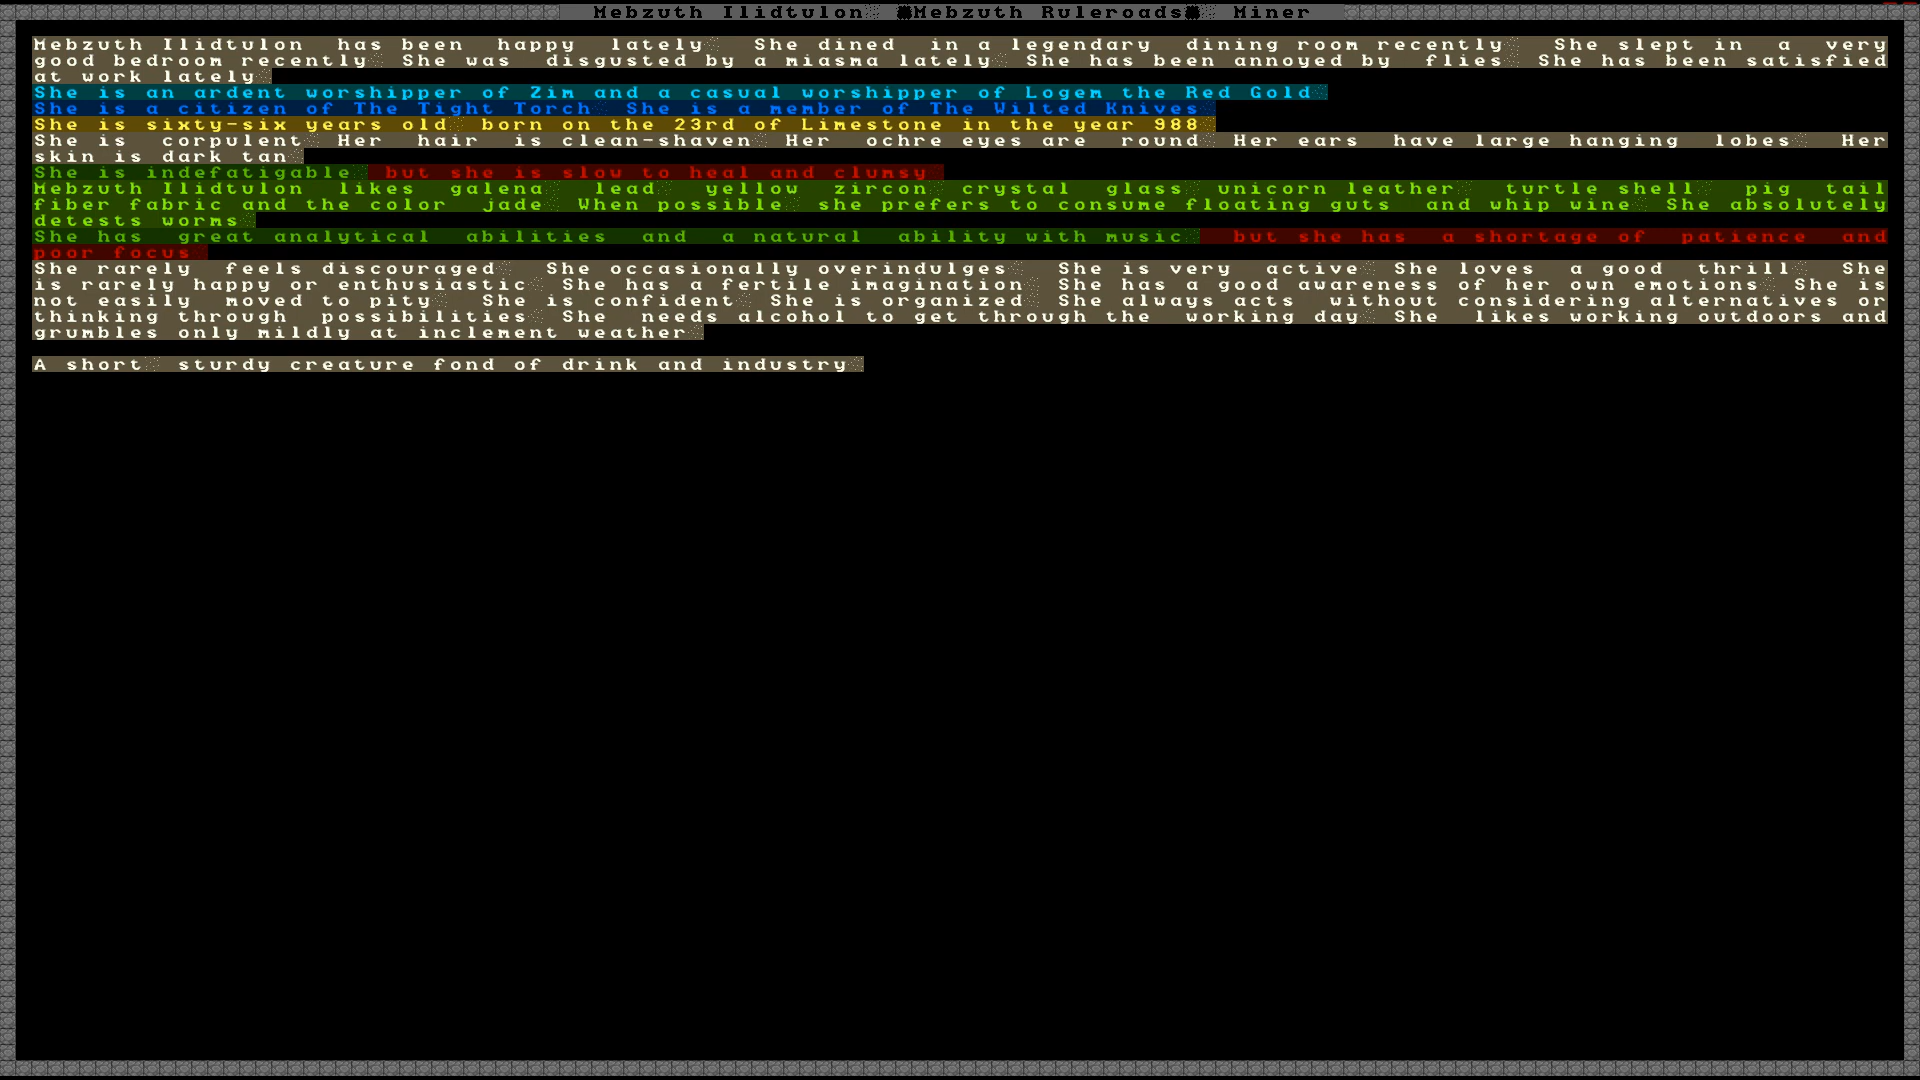 Mebzuth Ilidtulon Mebzuth Ruleroads Miner
Mebzuth Ilidtulon has been happy lately She dined in a legendary dining room recently She slept in a very
good bedroom recently She was disgusted by a miasma lately She has been annoyed by flies She has been satisfied
at work lately
She is an ardent worshipper of Zim and a casual worshipper of Logem the Red Gold
She is a citizen of The Tight Torch She is a member of The Wilted Knives
She is sixty-six years old born on the 23rd of Limestone in the year 988
She is corpulent Her hair is clean-shaven Her ochre eyes are round Her ears have large hanging lobes Her
skin is dark tan
She is indefatigable but she is slow to heal and clumsy
Mebzuth Ilidtulon likes galena lead yellow zircon crystal glass unicorn leather turtle shell pig tail
fiber fabric and the color jade When possible she prefers to consume floating guts and whip wine She absolutely
detests worms
She has great analytical abilities and a natural ability with music but she has a shortage of patience and
poor focus
She rarely feels discouraged She occasionally overindulges She is very active She loves a good thrill She
is rarely happy or enthusiastic She has a fertile imagination She has a good awareness of her own emotions She is
not easily moved to pity She is confident She is organized She always acts without considering alternatives or
thinking through possibilities She needs alcohol to get through the working day She likes working outdoors and
grumbles only mildly at inclement weather
A short sturdy creature fond of drink and industry